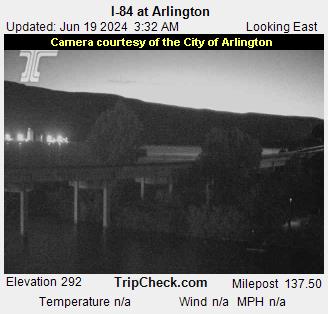 I-84 at Arlington
Updated: Jun 19 2024 3:32 AM Looking East
Camera courtesy of the City of Arlington
Elevation 292 TripCheck.com Milepost 137.50
Temperature n/a Wind n/a MPH n/a